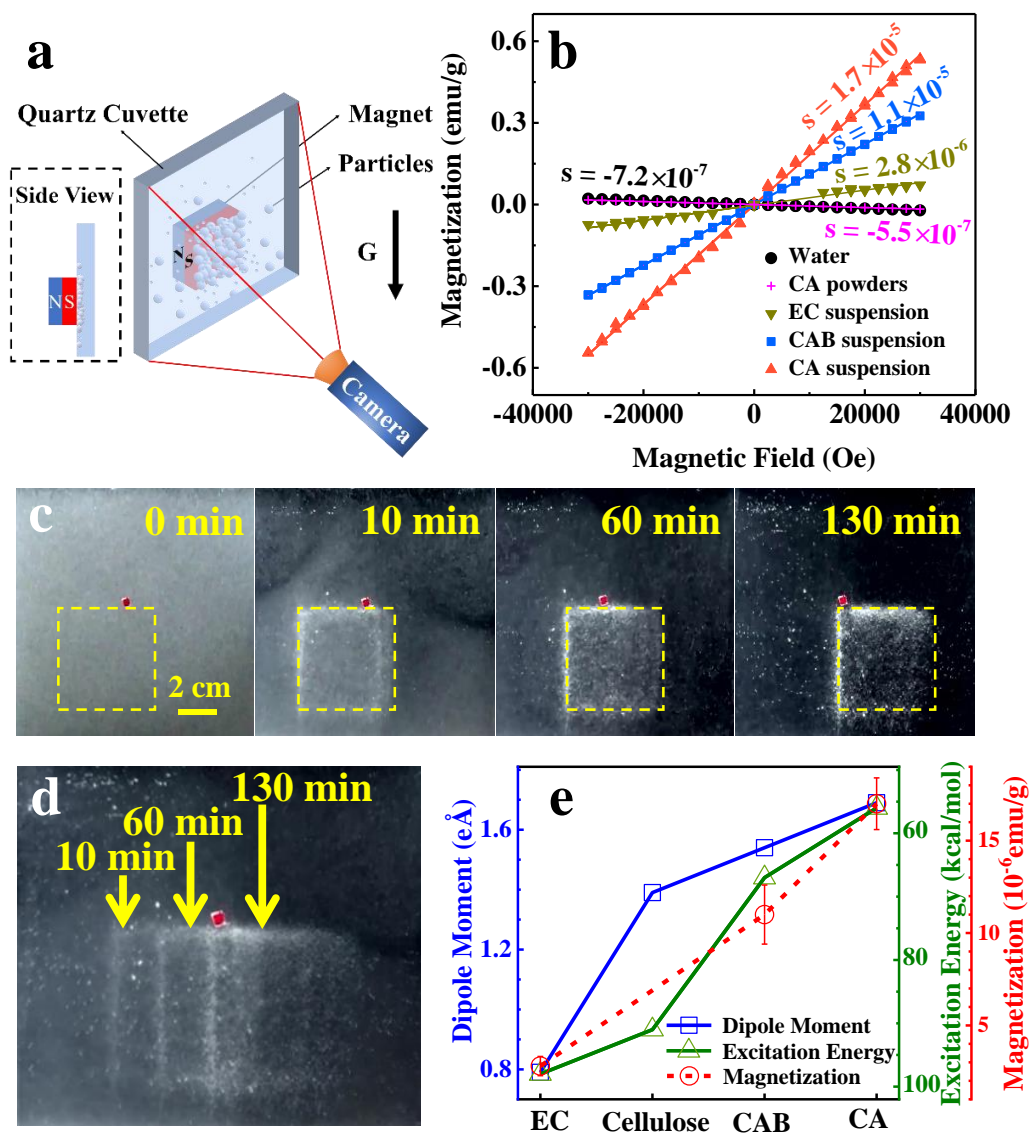 a
Quartz Cuvette
Magnet
Particles
Side View
N S
N
S
G
Camera
b
Magnetization (emu/g)
0.6
0.3
0.0
-0.3
-0.6
s = 1.7×10⁻⁵
s = 1.1×10⁻⁵
s = 2.8×10⁻⁶
s = -7.2×10⁻⁷
s = -5.5×10⁻⁷
Water
CA powders
EC suspension
CAB suspension
CA suspension
-40000 -20000 0 20000 40000
Magnetic Field (Oe)
c
0 min
2 cm
10 min
60 min
130 min
d
130 min
60 min
10 min
e
Dipole Moment (eÅ)
1.6
1.2
0.8
Dipole Moment
Excitation Energy
Magnetization
EC Cellulose CAB CA
60
80
100
Excitation Energy (kcal/mol)
15
10
5
1
Magnetization (10⁻⁶emu/g)